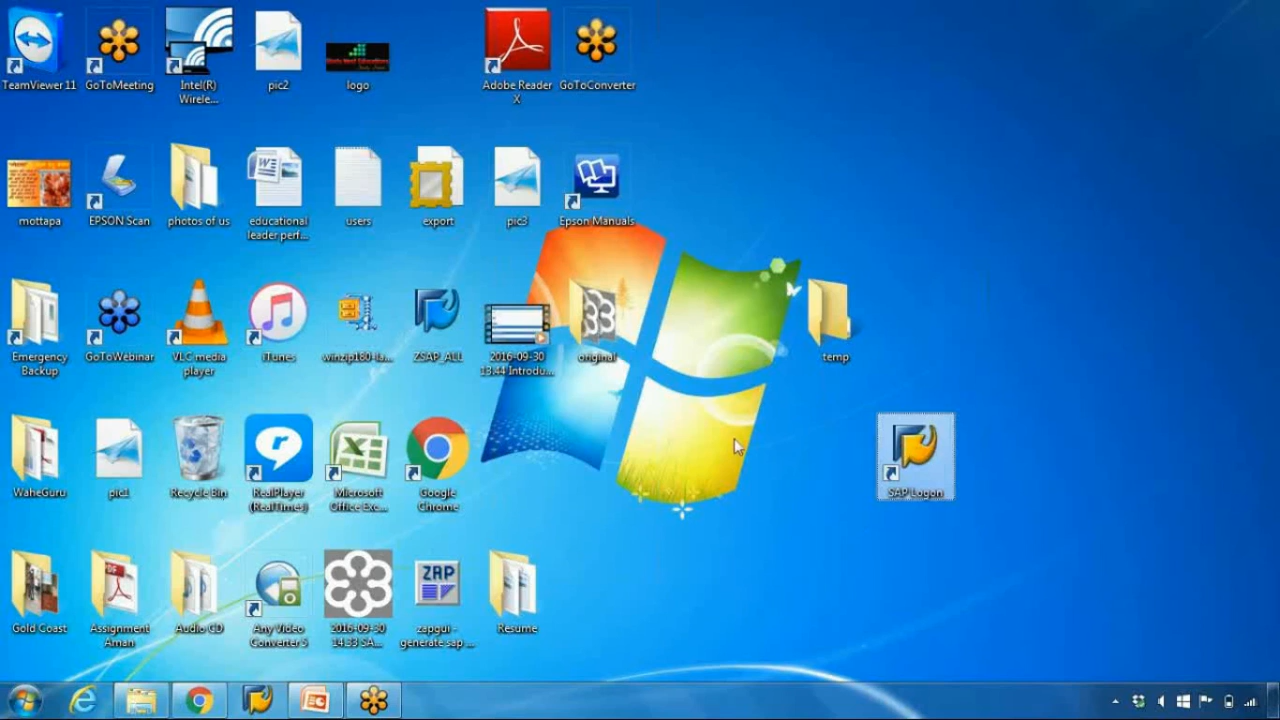 TeamViewer 11
GoToMeeting
Intel(R)
Wirele...
pic2
logo
Adobe Reader
X
GoToConverter
mottapa
EPSON Scan
photos of us
educational
leader perf...
users
export
pic3
Epson Manuals
Emergency
Backup
GoToWebinar
VLC media
player
iTunes
winzip180-la...
ZSAP_ALL
2016-09-30
13.44 Introdu...
original
temp
WaheGuru
pic1
Recycle Bin
RealPlayer
(RealTimes)
Microsoft
Office Exc...
Google
Chrome
SAP Logon
Gold Coast
Assignment
Aman
Audio CD
Any Video
Converter 5
2016-09-30
14.33 SA...
ZAP
zapgui -
generate sap ...
Resume